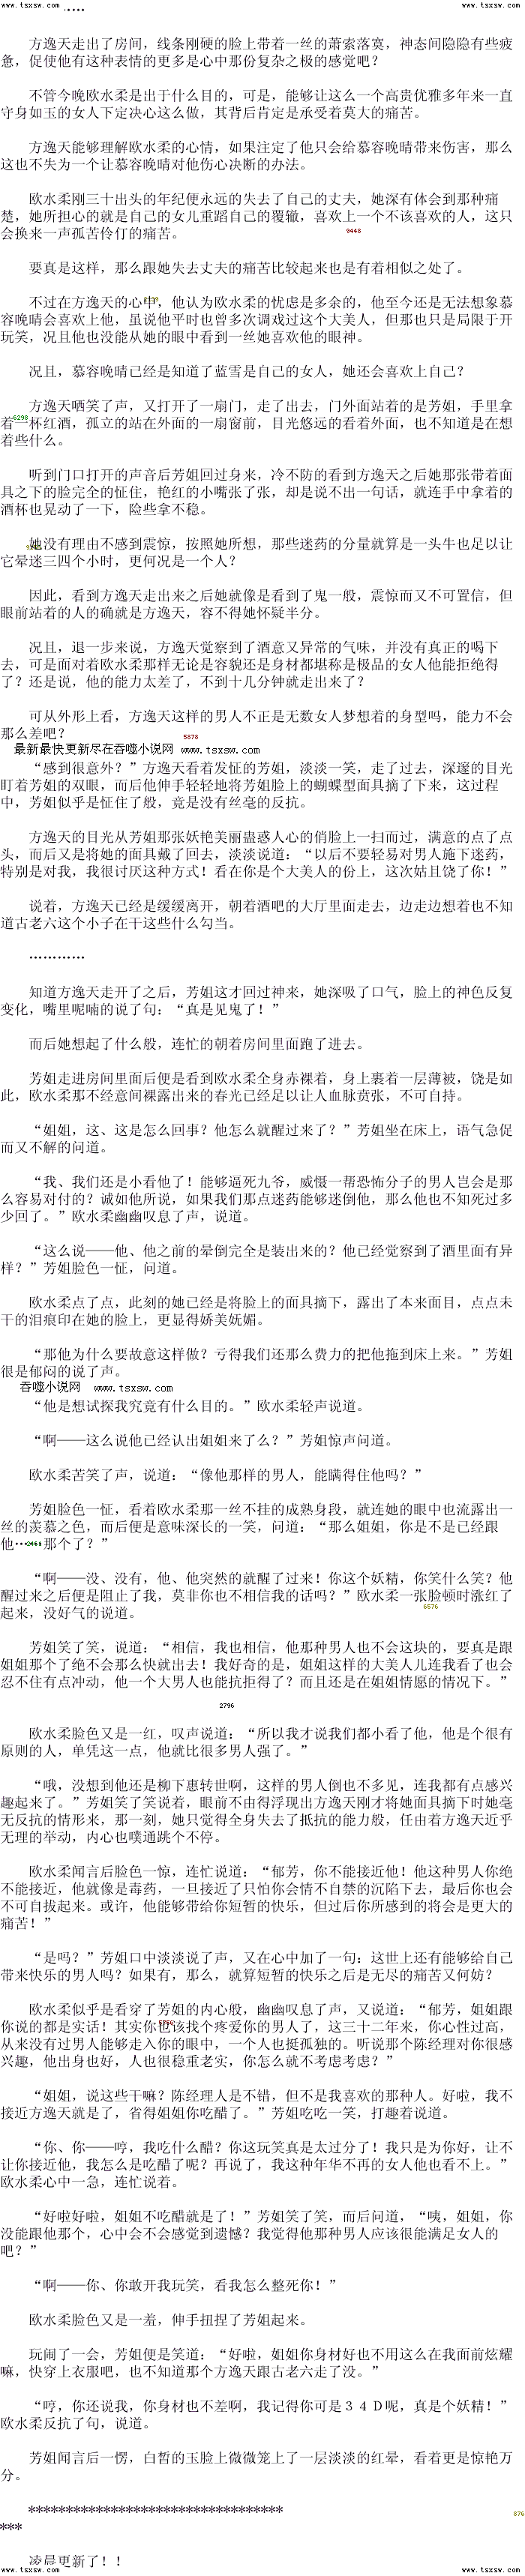 www.tsxsw.com ····· www.tsxsw.com
方逸天走出了房间，线条刚硬的脸上带着一丝的萧索落寞，神态间隐隐有些疲
惫，促使他有这种表情的更多是心中那份复杂之极的感觉吧？
不管今晚欧水柔是出于什么目的，可是，能够让这么一个高贵优雅多年来一直
守身如玉的女人下定决心这么做，其背后肯定是承受着莫大的痛苦。
方逸天能够理解欧水柔的心情，如果注定了他只会给慕容晚晴带来伤害，那么
这也不失为一个让慕容晚晴对他伤心决断的办法。
欧水柔刚三十出头的年纪便永远的失去了自己的丈夫，她深有体会到那种痛
楚，她所担心的就是自己的女儿重蹈自己的覆辙，喜欢上一个不该喜欢的人，这只
会换来一声孤苦伶仃的痛苦。
9448
要真是这样，那么跟她失去丈夫的痛苦比较起来也是有着相似之处了。
不过在方逸天的心中，他认为欧水柔的忧虑是多余的，他至今还是无法想象慕
容晚晴会喜欢上他，虽说他平时也曾多次调戏过这个大美人，但那也只是局限于开
玩笑，况且他也没能从她的眼中看到一丝她喜欢他的眼神。
况且，慕容晚晴已经是知道了蓝雪是自己的女人，她还会喜欢上自己？
方逸天哂笑了声，又打开了一扇门，走了出去，门外面站着的是芳姐，手里拿
6298
着一杯红酒，孤立的站在外面的一扇窗前，目光悠远的看着外面，也不知道是在想
着些什么。
听到门口打开的声音后芳姐回过身来，冷不防的看到方逸天之后她那张带着面
具之下的脸完全的怔住，艳红的小嘴张了张，却是说不出一句话，就连手中拿着的
酒杯也晃动了一下，险些拿不稳。
她没有理由不感到震惊，按照她所想，那些迷药的分量就算是一头牛也足以让
它晕迷三四个小时，更何况是一个人？
因此，看到方逸天走出来之后她就像是看到了鬼一般，震惊而又不可置信，但
眼前站着的人的确就是方逸天，容不得她怀疑半分。
况且，退一步来说，方逸天觉察到了酒意又异常的气味，并没有真正的喝下
去，可是面对着欧水柔那样无论是容貌还是身材都堪称是极品的女人他能拒绝得
了？还是说，他的能力太差了，不到十几分钟就走出来了？
可从外形上看，方逸天这样的男人不正是无数女人梦想着的身型吗，能力不会
那么差吧？
5878
最新最快更新尽在吞噬小说网 www.tsxsw.com
“感到很意外？”方逸天看着发怔的芳姐，淡淡一笑，走了过去，深邃的目光
盯着芳姐的双眼，而后他伸手轻轻地将芳姐脸上的蝴蝶型面具摘了下来，这过程
中，芳姐似乎是怔住了般，竟是没有丝毫的反抗。
方逸天的目光从芳姐那张妖艳美丽蛊惑人心的俏脸上一扫而过，满意的点了点
头，而后又是将她的面具戴了回去，淡淡说道：“以后不要轻易对男人施下迷药，
特别是对我，我很讨厌这种方式！看在你是个大美人的份上，这次姑且饶了你！”
说着，方逸天已经是缓缓离开，朝着酒吧的大厅里面走去，边走边想着也不知
道古老六这个小子在干这些什么勾当。
············
知道方逸天走开了之后，芳姐这才回过神来，她深吸了口气，脸上的神色反复
变化，嘴里呢喃的说了句：“真是见鬼了！”
而后她想起了什么般，连忙的朝着房间里面跑了进去。
芳姐走进房间里面后便是看到欧水柔全身赤裸着，身上裹着一层薄被，饶是如
此，欧水柔那不经意间裸露出来的春光已经足以让人血脉贲张，不可自持。
“姐姐，这、这是怎么回事？他怎么就醒过来了？”芳姐坐在床上，语气急促
而又不解的问道。
“我、我们还是小看他了！能够逼死九爷，威慑一帮恐怖分子的男人岂会是那
么容易对付的？诚如他所说，如果我们那点迷药能够迷倒他，那么他也不知死过多
少回了。”欧水柔幽幽叹息了声，说道。
“这么说——他、他之前的晕倒完全是装出来的？他已经觉察到了酒里面有异
样？”芳姐脸色一怔，问道。
欧水柔点了点，此刻的她已经是将脸上的面具摘下，露出了本来面目，点点未
干的泪痕印在她的脸上，更显得娇美妩媚。
“那他为什么要故意这样做？亏得我们还那么费力的把他拖到床上来。”芳姐
很是郁闷的说了声。
吞噬小说网 www.tsxsw.com
“他是想试探我究竟有什么目的。”欧水柔轻声说道。
“啊——这么说他已经认出姐姐来了么？”芳姐惊声问道。
欧水柔苦笑了声，说道：“像他那样的男人，能瞒得住他吗？”
芳姐脸色一怔，看着欧水柔那一丝不挂的成熟身段，就连她的眼中也流露出一
丝的羡慕之色，而后便是意味深长的一笑，问道：“那么姐姐，你是不是已经跟
他······那个了？”
“啊——没、没有，他、他突然的就醒了过来！你这个妖精，你笑什么笑？他
醒过来之后便是阻止了我，莫非你也不相信我的话吗？”欧水柔一张脸顿时涨红了
起来，没好气的说道。
6576
芳姐笑了笑，说道：“相信，我也相信，他那种男人也不会这块的，要真是跟
姐姐那个了绝不会那么快就出去！我好奇的是，姐姐这样的大美人儿连我看了也会
忍不住有点冲动，他一个大男人也能抗拒得了？而且还是在姐姐情愿的情况下。”
2796
欧水柔脸色又是一红，叹声说道：“所以我才说我们都小看了他，他是个很有
原则的人，单凭这一点，他就比很多男人强了。”
“哦，没想到他还是柳下惠转世啊，这样的男人倒也不多见，连我都有点感兴
趣起来了。”芳姐笑了笑说着，眼前不由得浮现出方逸天刚才将她面具摘下时她毫
无反抗的情形来，那一刻，她只觉得全身失去了抵抗的能力般，任由着方逸天近乎
无理的举动，内心也噗通跳个不停。
欧水柔闻言后脸色一惊，连忙说道：“郁芳，你不能接近他！他这种男人你绝
不能接近，他就像是毒药，一旦接近了只怕你会情不自禁的沉陷下去，最后你也会
不可自拔起来。或许，他能够带给你短暂的快乐，但过后你所感到的将会是更大的
痛苦！”
“是吗？”芳姐口中淡淡说了声，又在心中加了一句：这世上还有能够给自己
带来快乐的男人吗？如果有，那么，就算短暂的快乐之后是无尽的痛苦又何妨？
欧水柔似乎是看穿了芳姐的内心般，幽幽叹息了声，又说道：“郁芳，姐姐跟
你说的都是实话！其实你也该找个疼爱你的男人了，这三十二年来，你心性过高，
从来没有过男人能够走入你的眼中，一个人也挺孤独的。听说那个陈经理对你很感
兴趣，他出身也好，人也很稳重老实，你怎么就不考虑考虑？”
“姐姐，说这些干嘛？陈经理人是不错，但不是我喜欢的那种人。好啦，我不
接近方逸天就是了，省得姐姐你吃醋了。”芳姐吃吃一笑，打趣着说道。
“你、你——哼，我吃什么醋？你这玩笑真是太过分了！我只是为你好，让不
让你接近他，我怎么是吃醋了呢？再说了，我这种年华不再的女人他也看不上。”
欧水柔心中一急，连忙说着。
“好啦好啦，姐姐不吃醋就是了！”芳姐笑了笑，而后问道，“咦，姐姐，你
没能跟他那个，心中会不会感觉到遗憾？我觉得他那种男人应该很能满足女人的
吧？”
“啊——你、你敢开我玩笑，看我怎么整死你！”
欧水柔脸色又是一羞，伸手扭捏了芳姐起来。
玩闹了一会，芳姐便是笑道：“好啦，姐姐你身材好也不用这么在我面前炫耀
嘛，快穿上衣服吧，也不知道那个方逸天跟古老六走了没。”
“哼，你还说我，你身材也不差啊，我记得你可是３４Ｄ呢，真是个妖精！”
欧水柔反抗了句，说道。
芳姐闻言后一愣，白皙的玉脸上微微笼上了一层淡淡的红晕，看着更是惊艳万
分。
**********************************
876
***
凌晨更新了！！
www.tsxsw.com www.tsxsw.com